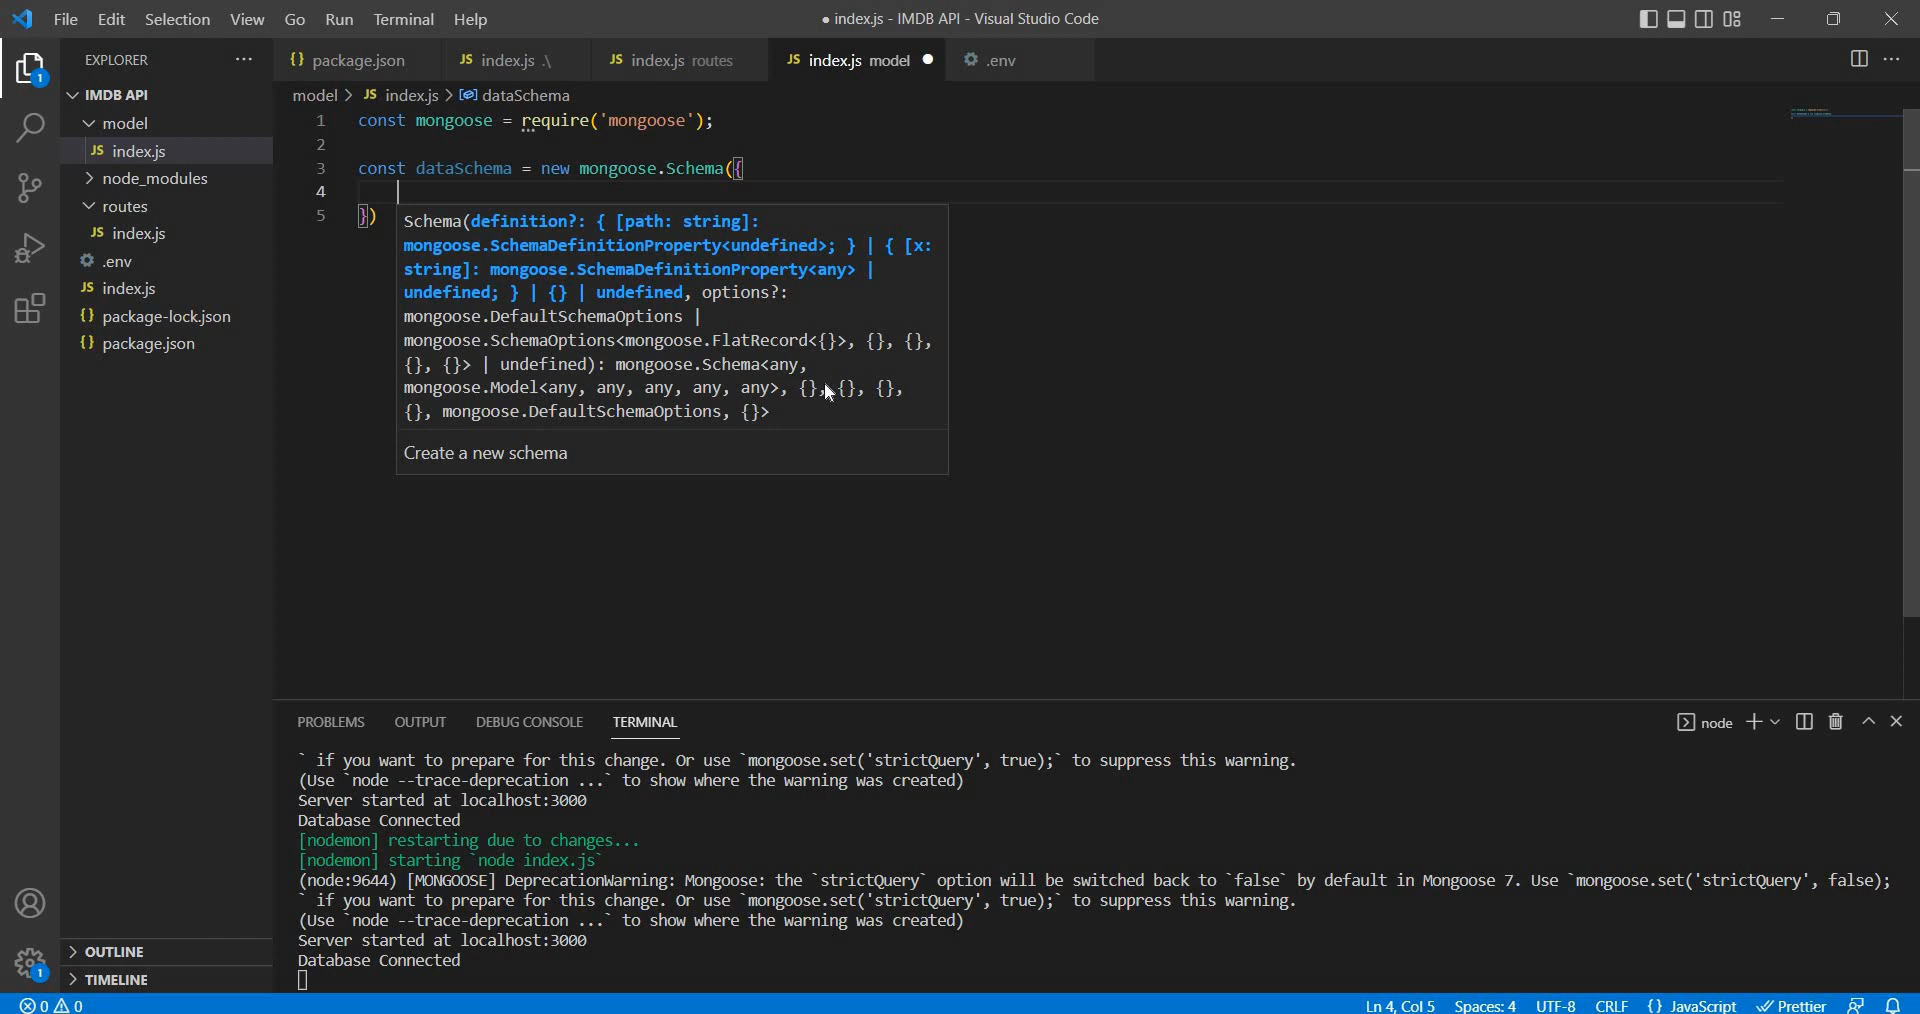 File Edit Selection View Go Run Terminal Help
● index.js - IMDB API - Visual Studio Code
EXPLORER ...
{} package.json
JS index.js .\
JS index.js routes
JS index.js model ●
.env
1
IMDB API
model
JS index.js
node_modules
routes
JS index.js
.env
JS index.js
{} package-lock.json
{} package.json
model > JS index.js > dataSchema
1 const mongoose = require('mongoose');
2
3 const dataSchema = new mongoose.Schema({
4
5 })
Schema(definition?: { [path: string]:
mongoose.SchemaDefinitionProperty<undefined>; } | { [x:
string]: mongoose.SchemaDefinitionProperty<any> |
undefined; } | {} | undefined, options?:
mongoose.DefaultSchemaOptions |
mongoose.SchemaOptions<mongoose.FlatRecord<{}>, {}, {},
{}, {}> | undefined): mongoose.Schema<any,
mongoose.Model<any, any, any, any, any>, {}, {}, {},
{}, mongoose.DefaultSchemaOptions, {}>
Create a new schema
PROBLEMS OUTPUT DEBUG CONSOLE TERMINAL
node
` if you want to prepare for this change. Or use `mongoose.set('strictQuery', true);` to suppress this warning.
(Use `node --trace-deprecation ...` to show where the warning was created)
Server started at localhost:3000
Database Connected
[nodemon] restarting due to changes...
[nodemon] starting `node index.js`
(node:9644) [MONGOOSE] DeprecationWarning: Mongoose: the `strictQuery` option will be switched back to `false` by default in Mongoose 7. Use `mongoose.set('strictQuery', false);
` if you want to prepare for this change. Or use `mongoose.set('strictQuery', true);` to suppress this warning.
(Use `node --trace-deprecation ...` to show where the warning was created)
Server started at localhost:3000
Database Connected
OUTLINE
1
TIMELINE
0 0
Ln 4, Col 5 Spaces: 4 UTF-8 CRLF {} JavaScript Prettier